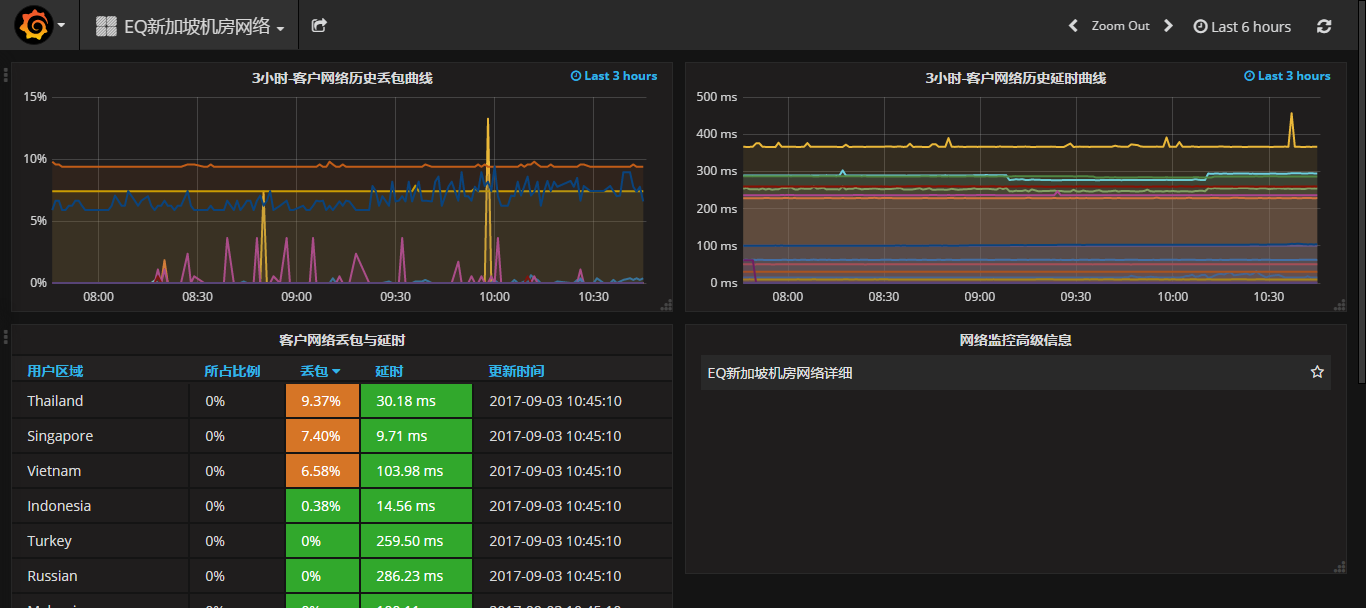 EQ新加坡机房网络
Zoom Out
Last 6 hours
3小时-客户网络历史丢包曲线
Last 3 hours
15%
10%
5%
0%
08:00 08:30 09:00 09:30 10:00 10:30
3小时-客户网络历史延时曲线
Last 3 hours
500 ms
400 ms
300 ms
200 ms
100 ms
0 ms
08:00 08:30 09:00 09:30 10:00 10:30
客户网络丢包与延时
用户区域 所占比例 丢包 延时 更新时间
Thailand 0% 9.37% 30.18 ms 2017-09-03 10:45:10
Singapore 0% 7.40% 9.71 ms 2017-09-03 10:45:10
Vietnam 0% 6.58% 103.98 ms 2017-09-03 10:45:10
Indonesia 0% 0.38% 14.56 ms 2017-09-03 10:45:10
Turkey 0% 0% 259.50 ms 2017-09-03 10:45:10
Russian 0% 0% 286.23 ms 2017-09-03 10:45:10
网络监控高级信息
EQ新加坡机房网络详细